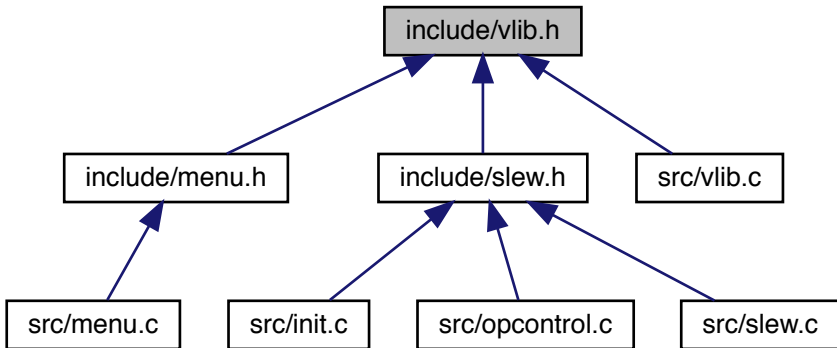 include/vlib.h
include/menu.h
include/slew.h
src/vlib.c
src/menu.c
src/init.c
src/opcontrol.c
src/slew.c